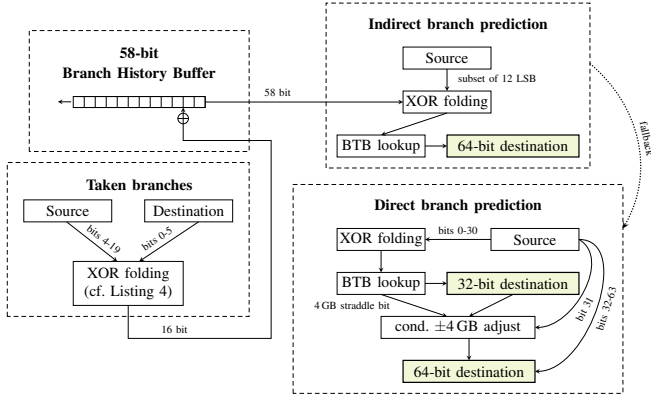 58-bit
Branch History Buffer
58 bit
Taken branches
Source
Destination
bits 4-19
bits 0-5
XOR folding
(cf. Listing 4)
16 bit
Indirect branch prediction
Source
subset of 12 LSB
XOR folding
BTB lookup
64-bit destination
fallback
Direct branch prediction
XOR folding
bits 0-30
Source
BTB lookup
32-bit destination
4 GB straddle bit
bit 31
bits 32-63
cond. ±4 GB adjust
64-bit destination